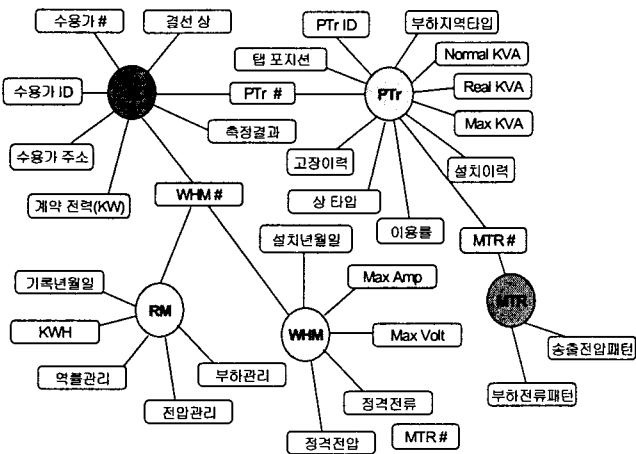 수용가 #
결선 상
PTr ID
부하지역타입
탭 포지션
Normal KVA
수용가 ID
PTr #
PTr
Real KVA
Max KVA
측정결과
수용가 주소
고장이력
설치이력
계약 전력(KW)
WHM #
상 타입
이용률
설치년월일
MTR #
기록년월일
Max Amp
RM
MTR
KWH
WHM
Max Volt
송출전압패턴
역률관리
부하관리
부하전류패턴
전압관리
정격전류
정격전압
MTR #